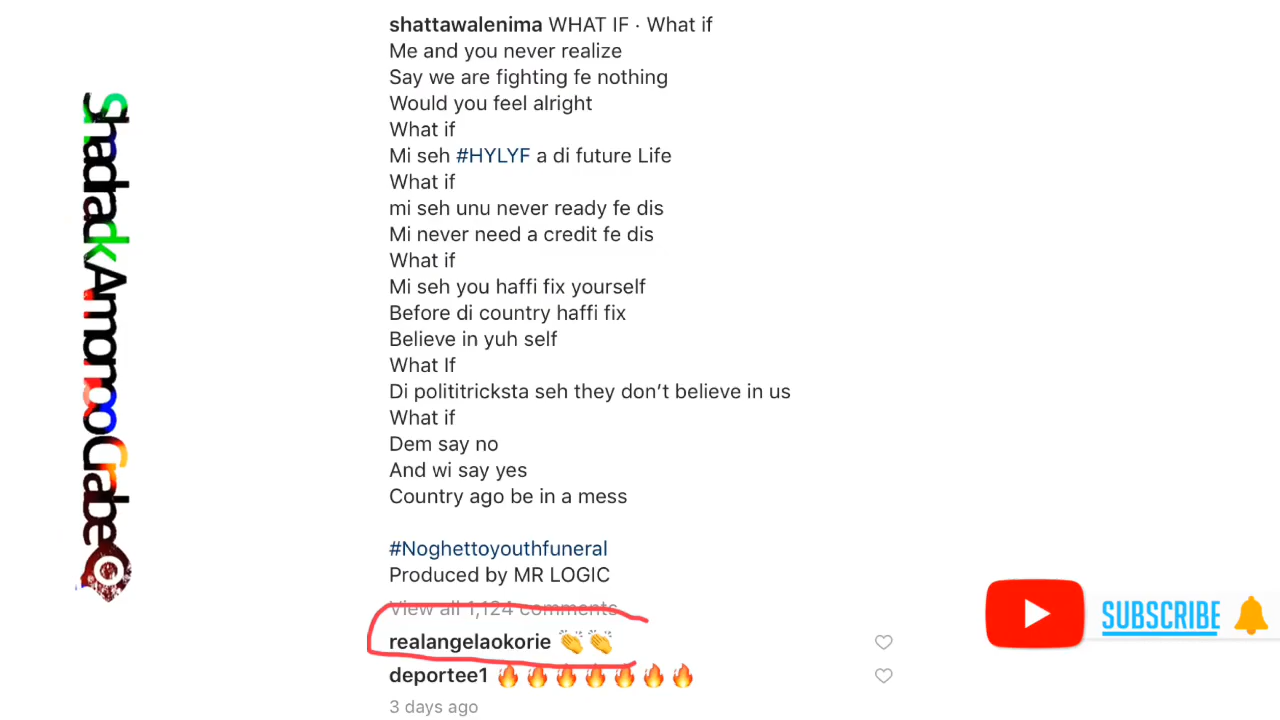 Shadrack Amonoo Crabe
shattawalenima WHAT IF · What if
Me and you never realize
Say we are fighting fe nothing
Would you feel alright
What if
Mi seh #HYLYF a di future Life
What if
mi seh unu never ready fe dis
Mi never need a credit fe dis
What if
Mi seh you haffi fix yourself
Before di country haffi fix
Believe in yuh self
What If
Di polititricksta seh they don’t believe in us
What if
Dem say no
And wi say yes
Country ago be in a mess
#Noghettoyouthfuneral
Produced by MR LOGIC
View all 1,124 comments
realangelaokorie 👏👏
deportee1 🔥🔥🔥🔥🔥🔥🔥
3 days ago
SUBSCRIBE